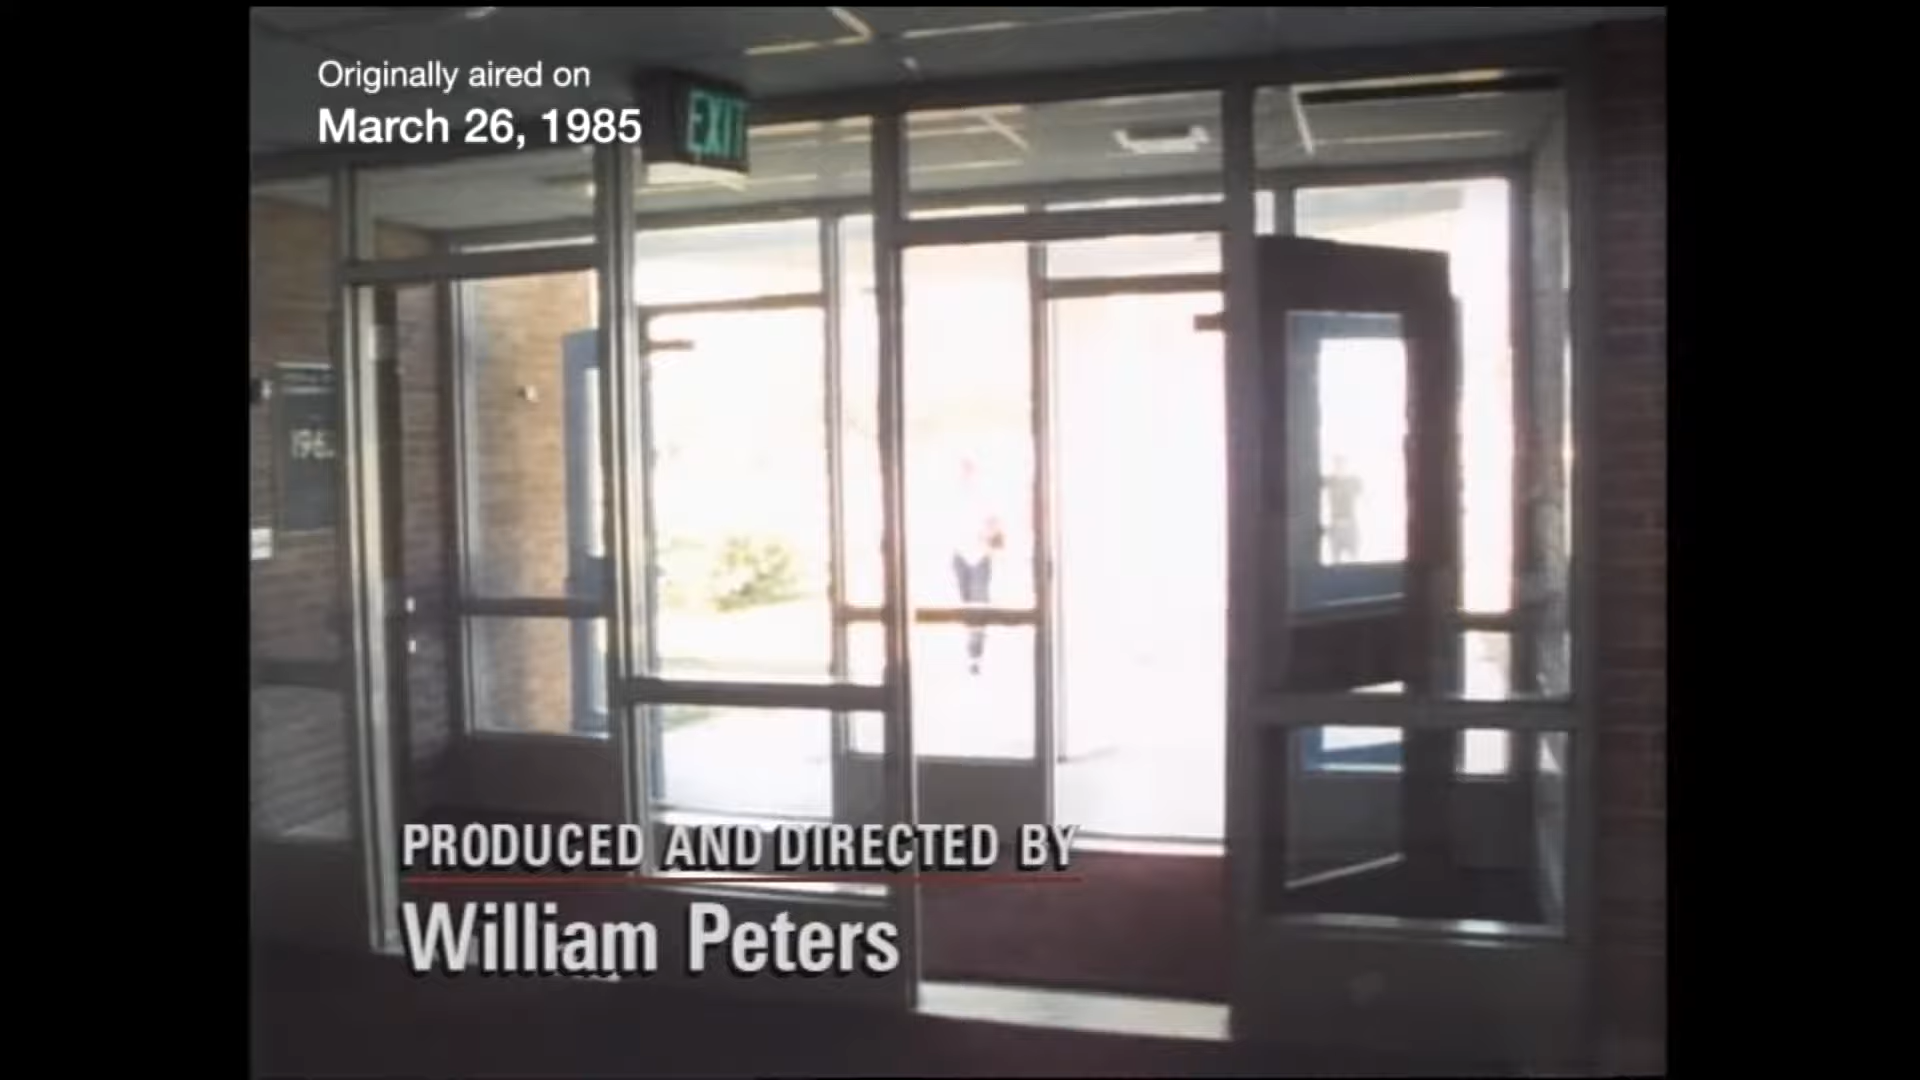 Originally aired on
March 26, 1985
EXIT
PRODUCED AND DIRECTED BY
William Peters